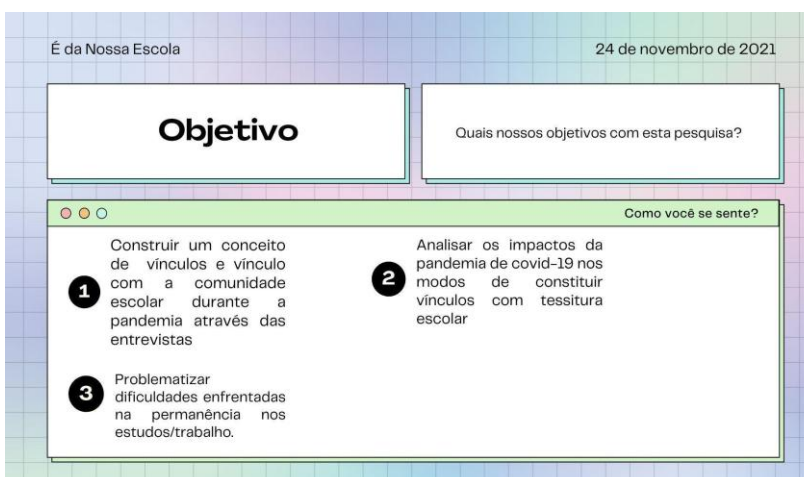 É da Nossa Escola
24 de novembro de 2021
Objetivo
Quais nossos objetivos com esta pesquisa?
Como você se sente?
1
Construir um conceito
de vínculos e vínculo
com a comunidade
escolar durante a
pandemia através das
entrevistas
2
Analisar os impactos da
pandemia de covid-19 nos
modos de constituir
vínculos com tessitura
escolar
3
Problematizar
dificuldades enfrentadas
na permanência nos
estudos/trabalho.